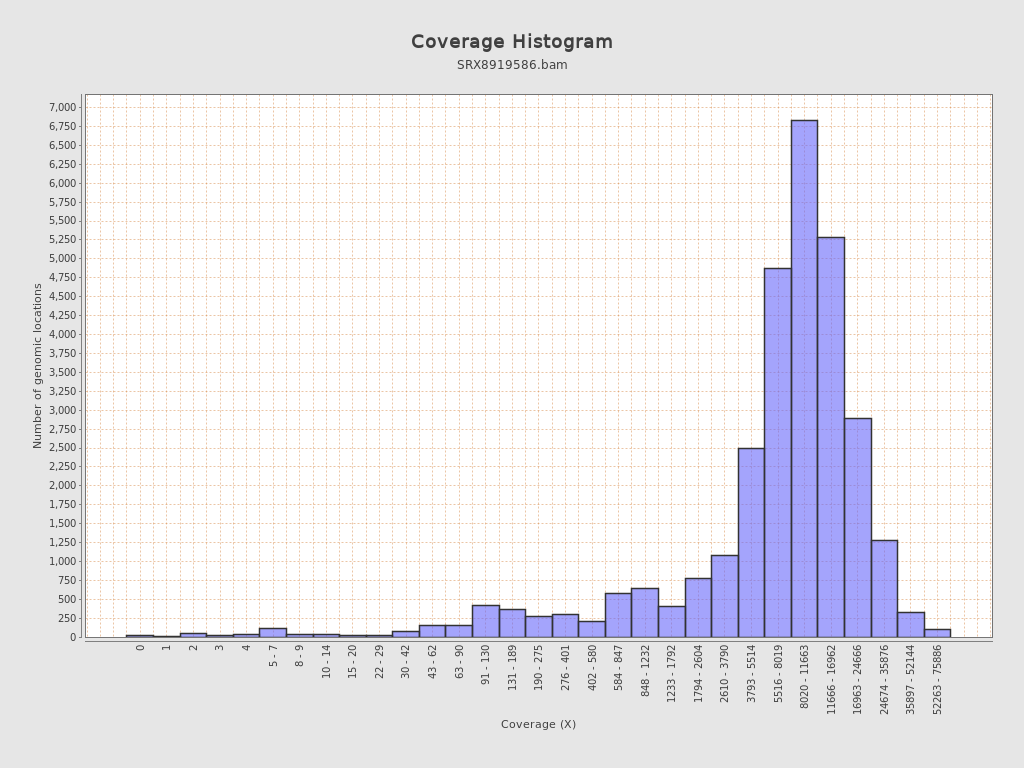 Coverage Histogram
SRX8919586.bam
Number of genomic locations
7,000
6,750
6,500
6,250
6,000
5,750
5,500
5,250
5,000
4,750
4,500
4,250
4,000
3,750
3,500
3,250
3,000
2,750
2,500
2,250
2,000
1,750
1,500
1,250
1,000
750
500
250
0
0
1
2
3
4
5 - 7
8 - 9
10 - 14
15 - 20
22 - 29
30 - 42
43 - 62
63 - 90
91 - 130
131 - 189
190 - 275
276 - 401
402 - 580
584 - 847
848 - 1232
1233 - 1792
1794 - 2604
2610 - 3790
3793 - 5514
5516 - 8019
8020 - 11663
11666 - 16962
16963 - 24666
24674 - 35876
35897 - 52144
52263 - 75886
Coverage (X)